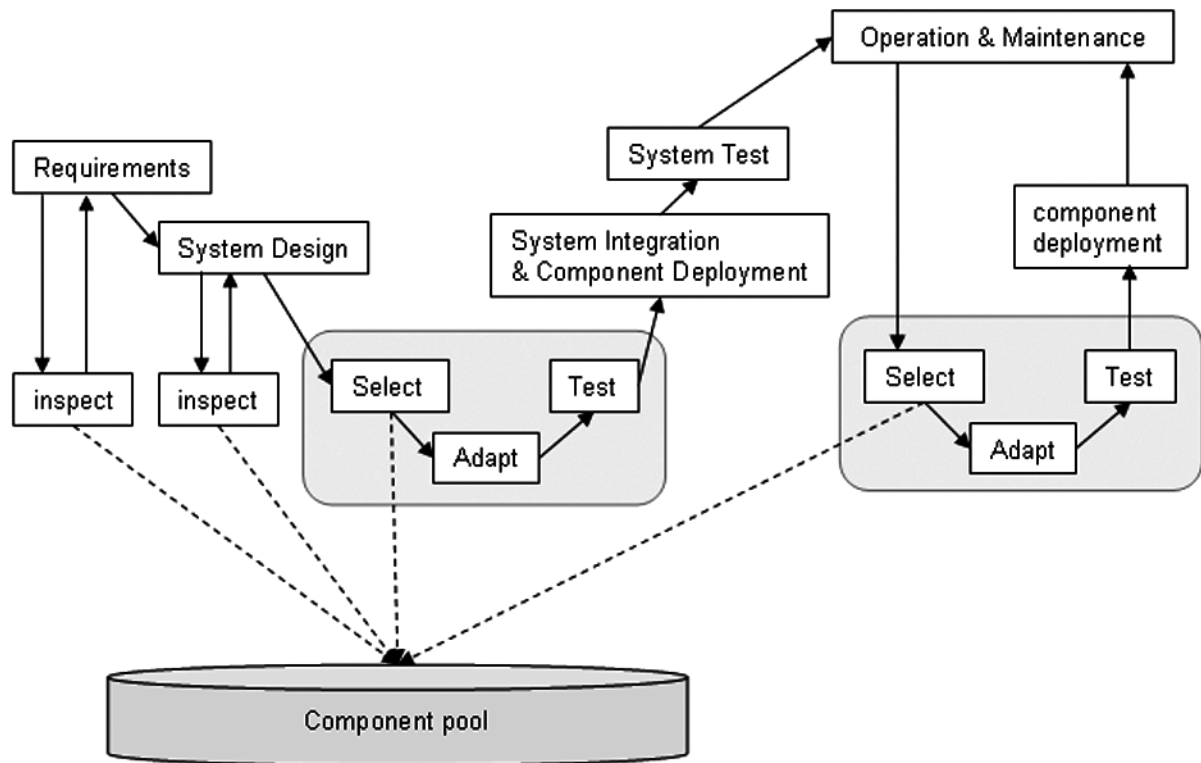 Operation & Maintenance
System Test
Requirements
component
deployment
System Integration
& Component Deployment
System Design
inspect
inspect
Select
Test
Adapt
Select
Test
Adapt
Component pool